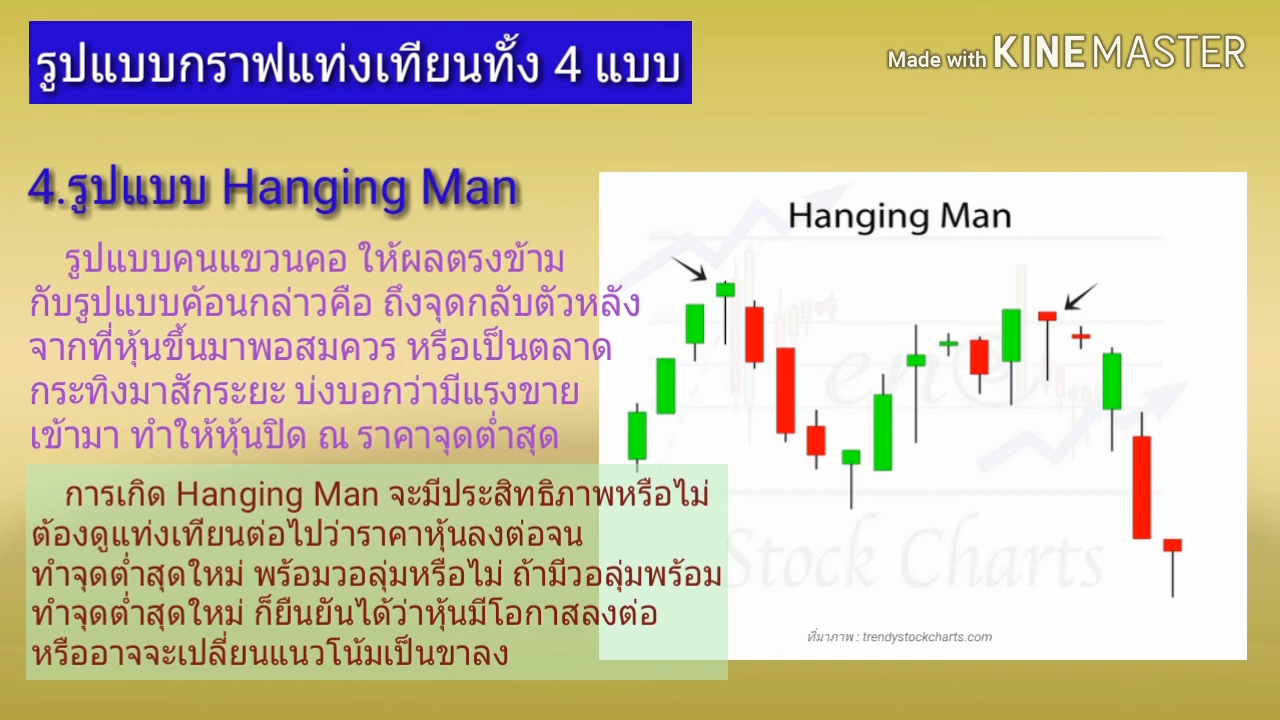 รูปแบบกราฟแท่งเทียนทั้ง 4 แบบ
Made with KINEMASTER
4.รูปแบบ Hanging Man
รูปแบบคนแขวนคอ ให้ผลตรงข้าม
กับรูปแบบค้อนกล่าวคือ ถึงจุดกลับตัวหลัง
จากที่หุ้นขึ้นมาพอสมควร หรือเป็นตลาด
กระทิงมาสักระยะ บ่งบอกว่ามีแรงขาย
เข้ามา ทำให้หุ้นปิด ณ ราคาจุดต่ำสุด
การเกิด Hanging Man จะมีประสิทธิภาพหรือไม่
ต้องดูแท่งเทียนต่อไปว่าราคาหุ้นลงต่อจน
ทำจุดต่ำสุดใหม่ พร้อมวอลุ่มหรือไม่ ถ้ามีวอลุ่มพร้อม
ทำจุดต่ำสุดใหม่ ก็ยืนยันได้ว่าหุ้นมีโอกาสลงต่อ
หรืออาจจะเปลี่ยนแนวโน้มเป็นขาลง
Hanging Man
Stock Charts
ที่มาภาพ : trendystockcharts.com